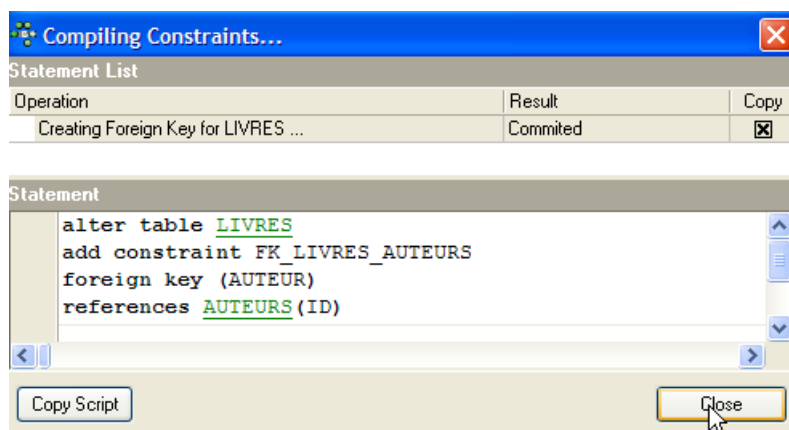 Compiling Constraints...
Statement List
Operation Result Copy
Creating Foreign Key for LIVRES ... Commited
Statement
alter table LIVRES
add constraint FK_LIVRES_AUTEURS
foreign key (AUTEUR)
references AUTEURS(ID)
Copy Script Close